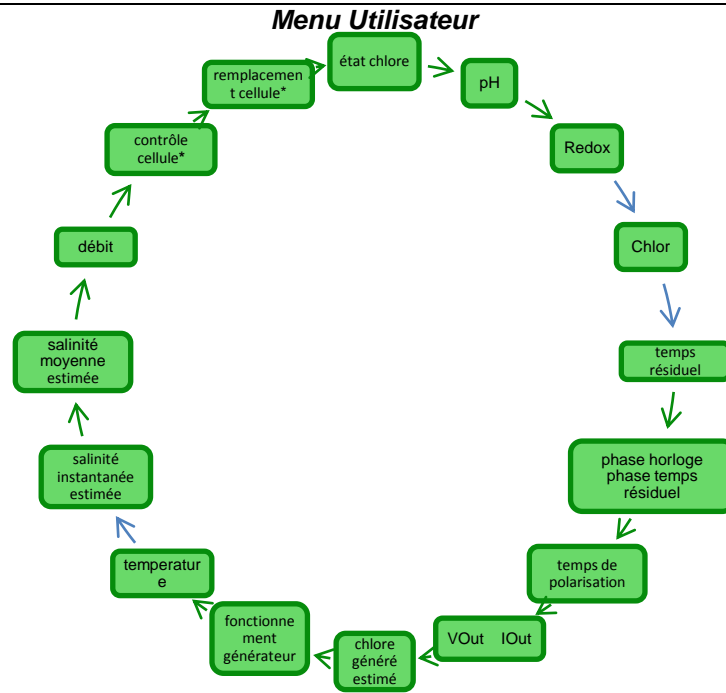 Menu Utilisateur
état chlore
pH
Redox
Chlor
temps
résiduel
phase horloge
phase temps
résiduel
temps de
polarisation
VOut IOut
chlore
généré
estimé
fonctionne
ment
générateur
temperatur
e
salinité
instantanée
estimée
salinité
moyenne
estimée
débit
contrôle
cellule*
remplacemen
t cellule*